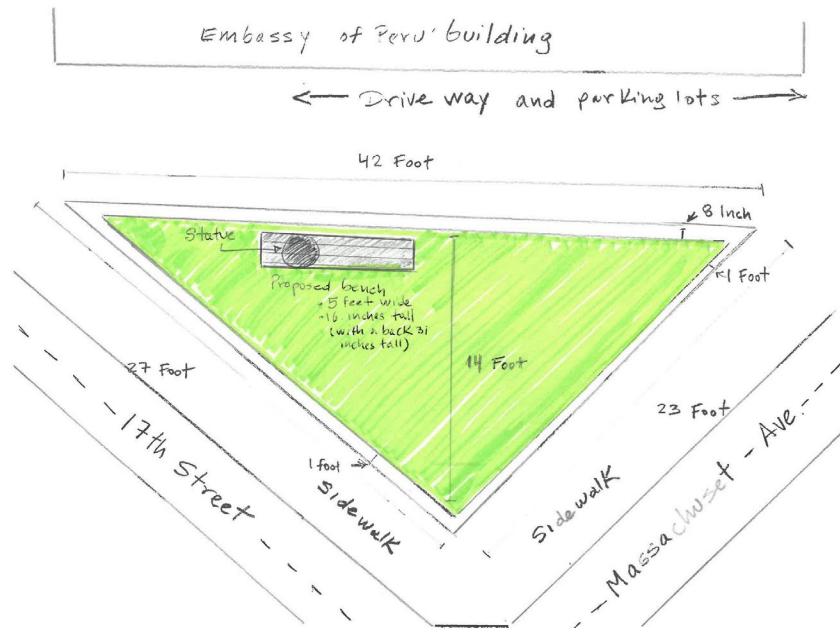 Embassy of Peru' building
Drive way and parking lots
42 Foot
8 Inch
Statue
1 Foot
Proposed bench
- 5 feet wide
- 16 inches tall
(with a back 31
inches tall)
14 Foot
27 Foot
23 Foot
1 foot
Sidewalk
Sidewalk
17th Street
Massachuset - Ave.